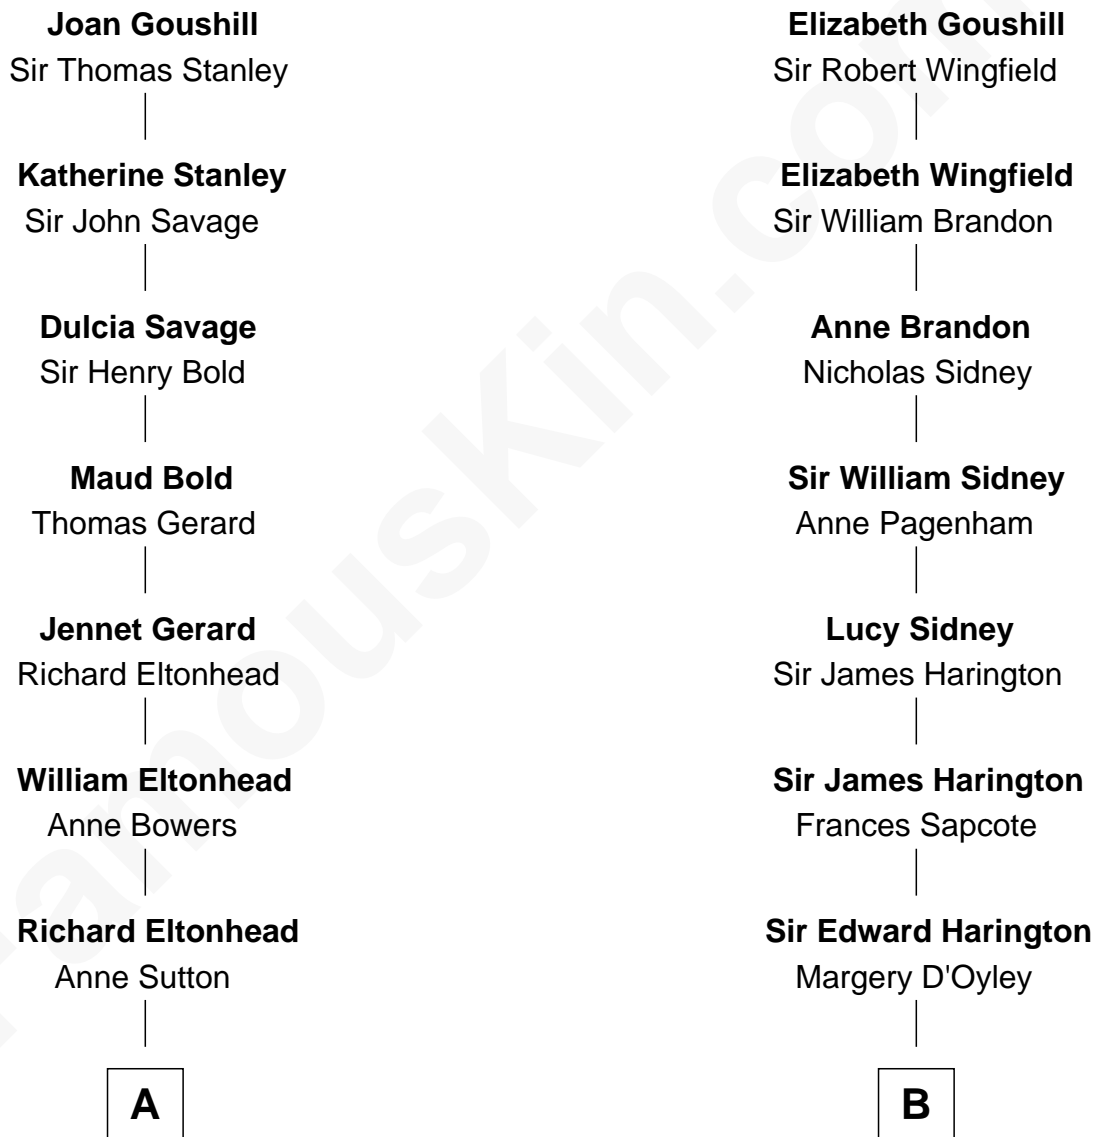 Joan Goushill
Sir Thomas Stanley
Katherine Stanley
Sir John Savage
Dulcia Savage
Sir Henry Bold
Maud Bold
Thomas Gerard
Jennet Gerard
Richard Eltonhead
William Eltonhead
Anne Bowers
Richard Eltonhead
Anne Sutton
A
Elizabeth Goushill
Sir Robert Wingfield
Elizabeth Wingfield
Sir William Brandon
Anne Brandon
Nicholas Sidney
Sir William Sidney
Anne Pagenham
Lucy Sidney
Sir James Harington
Sir James Harington
Frances Sapcote
Sir Edward Harington
Margery D'Oyley
B
FamousKin.com